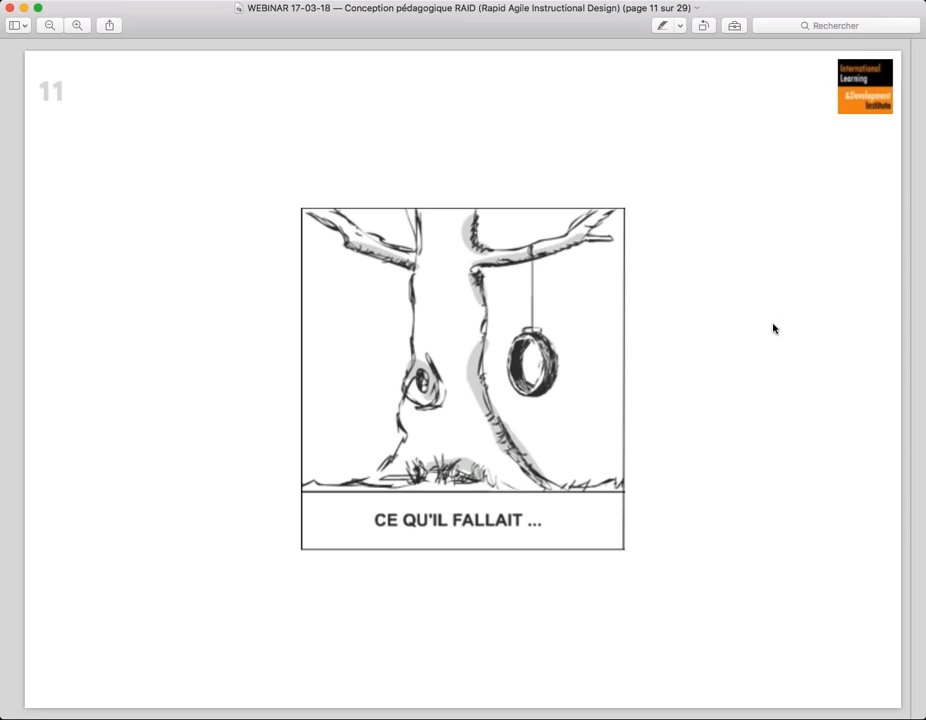 WEBINAR 17-03-18 — Conception pédagogique RAID (Rapid Agile Instructional Design) (page 11 sur 29)
Rechercher
11
International
Learning
&Development
Institute
CE QU'IL FALLAIT ...